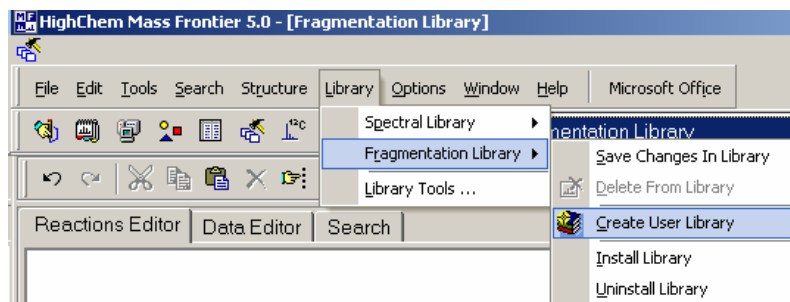 HighChem Mass Frontier 5.0 - [Fragmentation Library]
File Edit Tools Search Structure Library Options Window Help Microsoft Office
12C
Spectral Library
Fragmentation Library
Library Tools ...
mentation Library
Save Changes In Library
Delete From Library
Create User Library
Install Library
Uninstall Library
Reactions Editor Data Editor Search